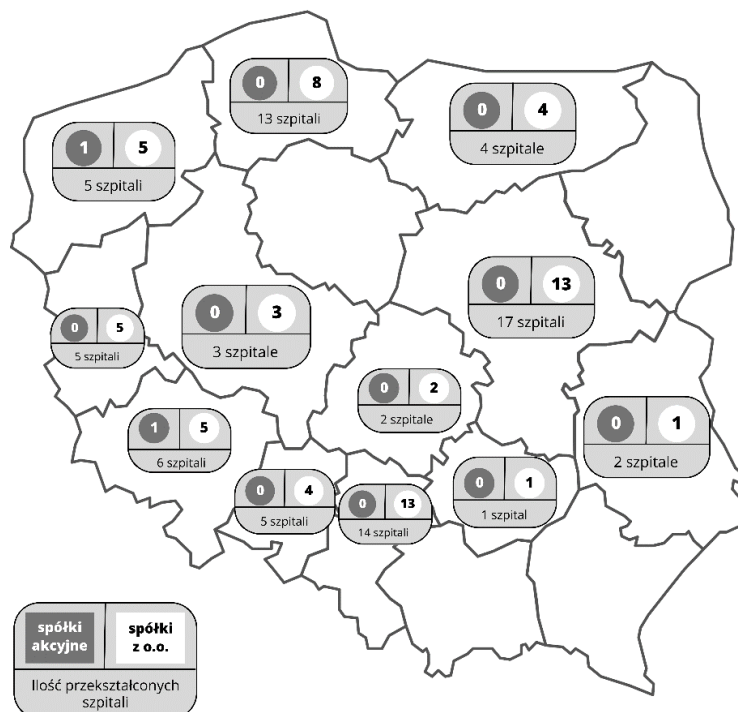 0 8
13 szpitali
0 4
4 szpitale
1 5
5 szpitali
0 13
17 szpitali
0 3
3 szpitale
0 5
5 szpitali
0 2
2 szpitale
0 1
2 szpitale
1 5
6 szpitali
0 4
5 szpitali
0 13
14 szpitali
0 1
1 szpital
spółki akcyjne
spółki z o.o.
Ilość przekształconych
szpitali